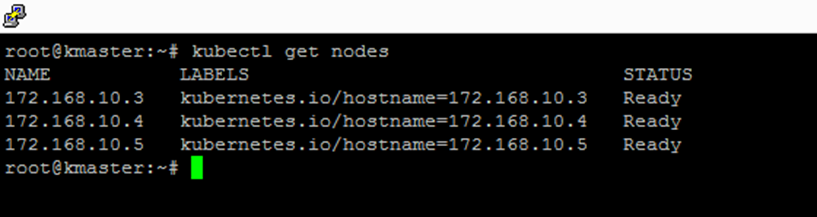 root@kmaster:~# kubectl get nodes
NAME LABELS STATUS
172.168.10.3 kubernetes.io/hostname=172.168.10.3 Ready
172.168.10.4 kubernetes.io/hostname=172.168.10.4 Ready
172.168.10.5 kubernetes.io/hostname=172.168.10.5 Ready
root@kmaster:~#